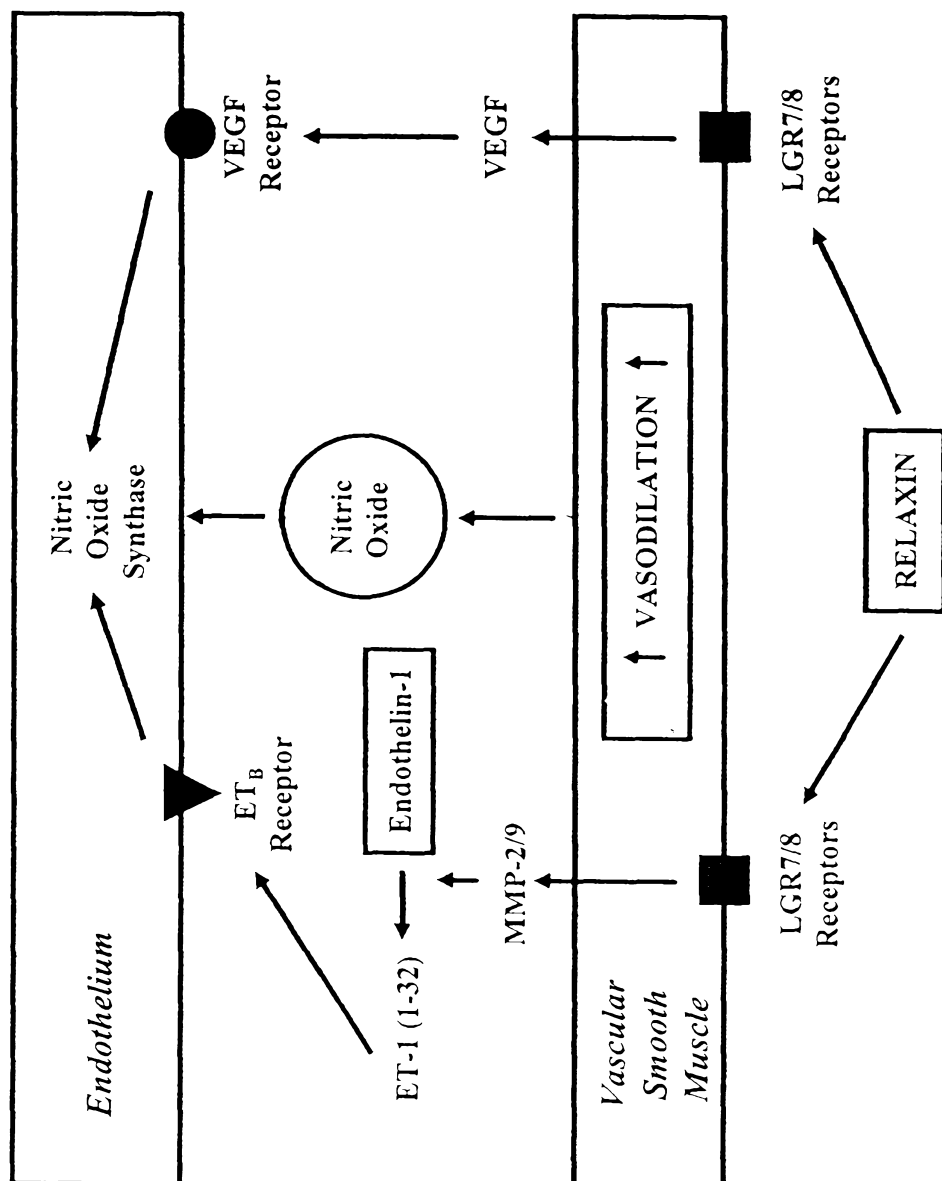 Endothelium
Nitric
Oxide
Synthase
ET_B
Receptor
VEGF
Receptor
Endothelin-1
ET-1 (1-32)
MMP-2/9
Nitric
Oxide
VEGF
Vascular
Smooth
Muscle
VASODILATION
LGR7/8
Receptors
LGR7/8
Receptors
RELAXIN